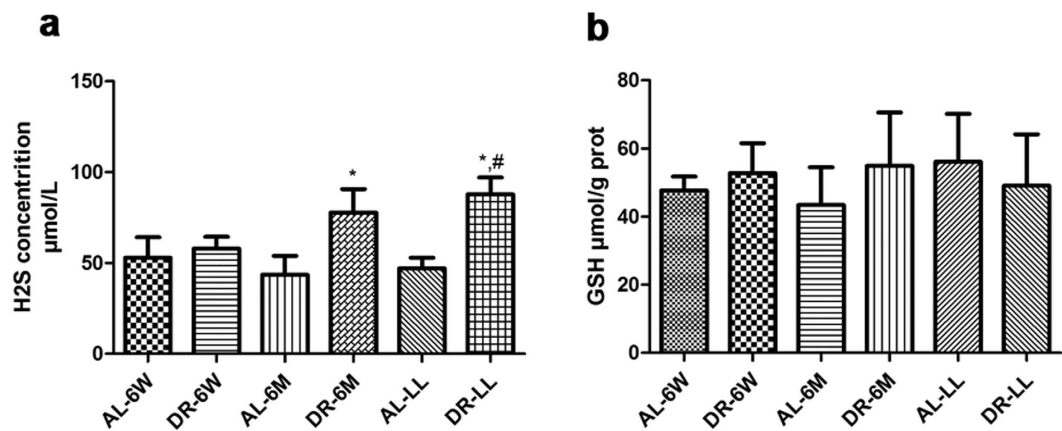 a
H2S concentrition
μmol/L
150
100
50
0
*
*,#
AL-6W
DR-6W
AL-6M
DR-6M
AL-LL
DR-LL
b
GSH μmol/g prot
80
60
40
20
0
AL-6W
DR-6W
AL-6M
DR-6M
AL-LL
DR-LL